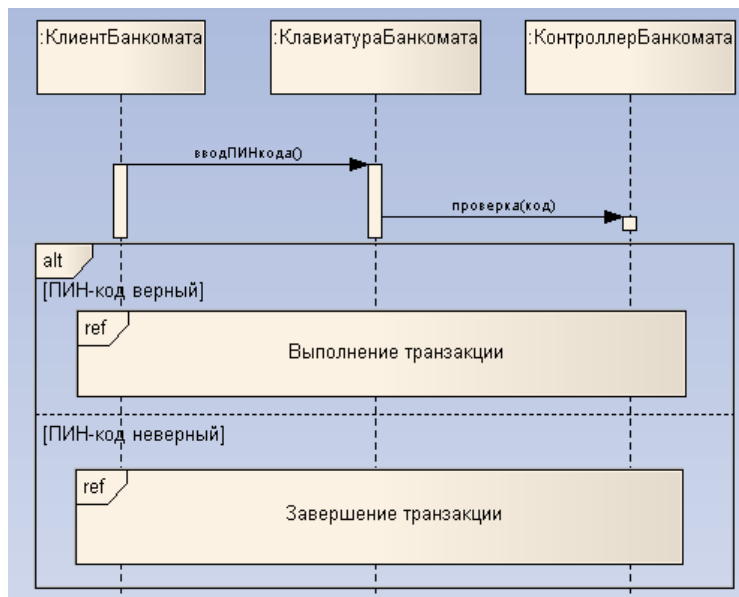 :КлиентБанкомата
:КлавиатураБанкомата
:КонтроллерБанкомата
вводПИНкода()
проверка(код)
alt
[ПИН-код верный]
ref
Выполнение транзакции
[ПИН-код неверный]
ref
Завершение транзакции